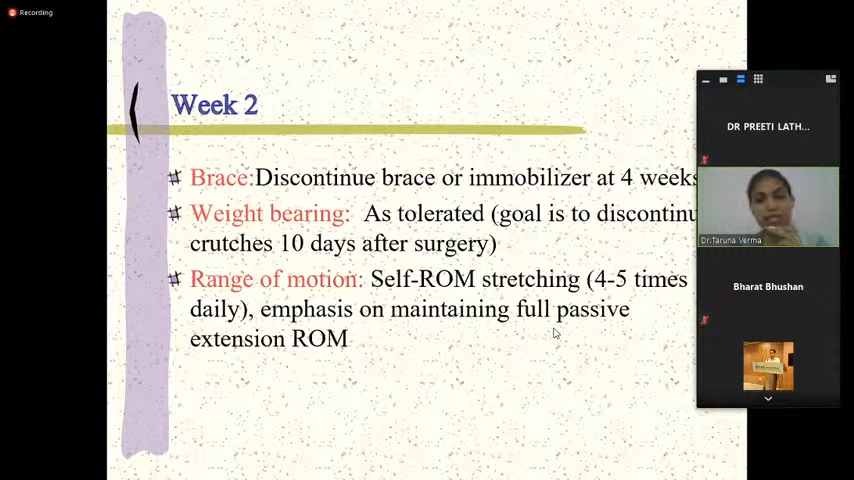 Recording
Week 2
Brace:Discontinue brace or immobilizer at 4 weeks
Weight bearing: As tolerated (goal is to discontinu
crutches 10 days after surgery)
Range of motion: Self-ROM stretching (4-5 times
daily), emphasis on maintaining full passive
extension ROM
DR PREETI LATH...
Dr.Taruna Verma
Bharat Bhushan